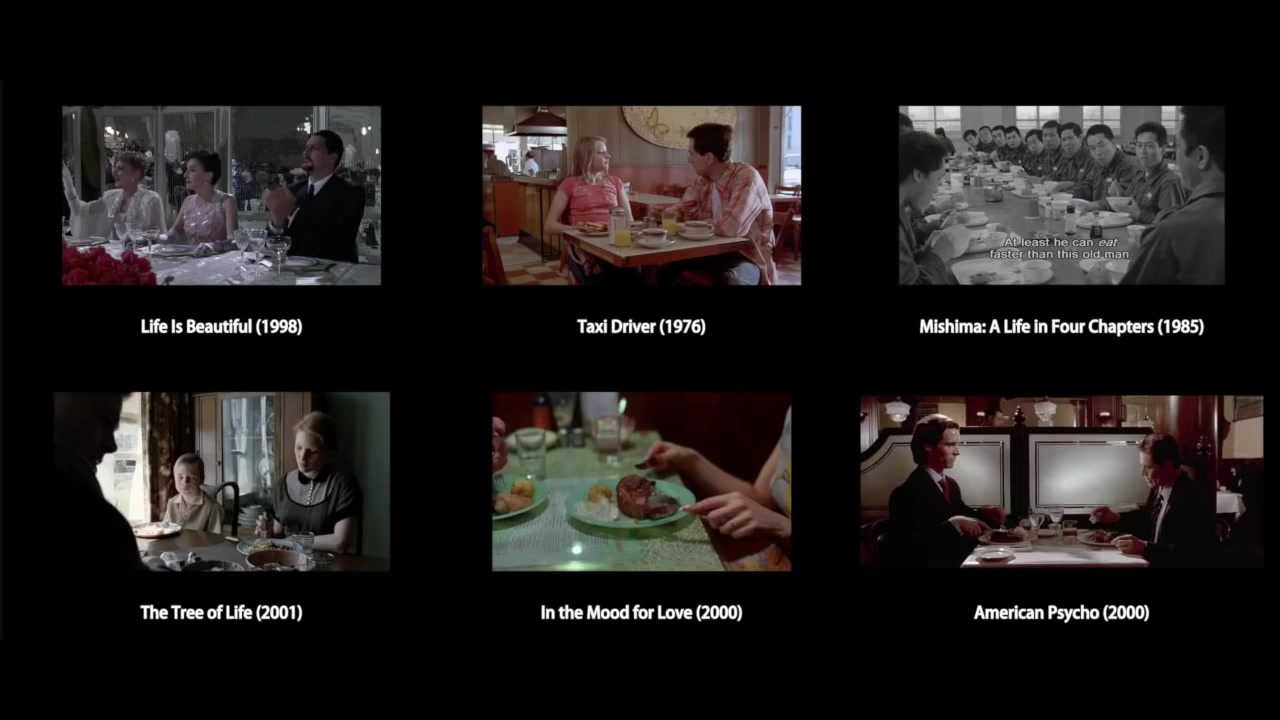 At least he can eat
faster than this old man
Life Is Beautiful (1998)
Taxi Driver (1976)
Mishima: A Life in Four Chapters (1985)
The Tree of Life (2001)
In the Mood for Love (2000)
American Psycho (2000)